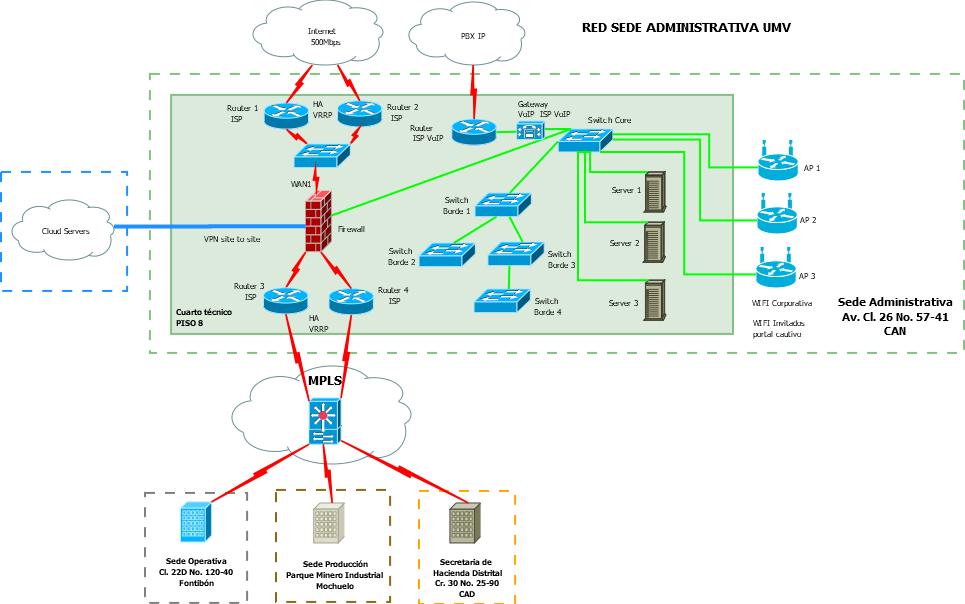 RED SEDE ADMINISTRATIVA UMV
Internet
500Mbps
PBX IP
Router 1
ISP
HA
VRRP
Router 2
ISP
Router
ISP VoIP
Gateway
VoIP ISP VoIP
Switch Core
WAN1
Firewall
Cloud Servers
VPN site to site
Switch
Borde 1
Switch
Borde 2
Switch
Borde 3
Switch
Borde 4
Server 1
Server 2
Server 3
AP 1
AP 2
AP 3
WIFI Corporativa
WIFI Invitados
portal cautivo
Sede Administrativa
Av. Cl. 26 No. 57-41
CAN
Router 3
ISP
HA
VRRP
Router 4
ISP
Cuarto técnico
PISO 8
MPLS
Sede Operativa
Cl. 22D No. 120-40
Fontibón
Sede Producción
Parque Minero Industrial
Mochuelo
Secretaria de
Hacienda Distrital
Cr. 30 No. 25-90
CAD